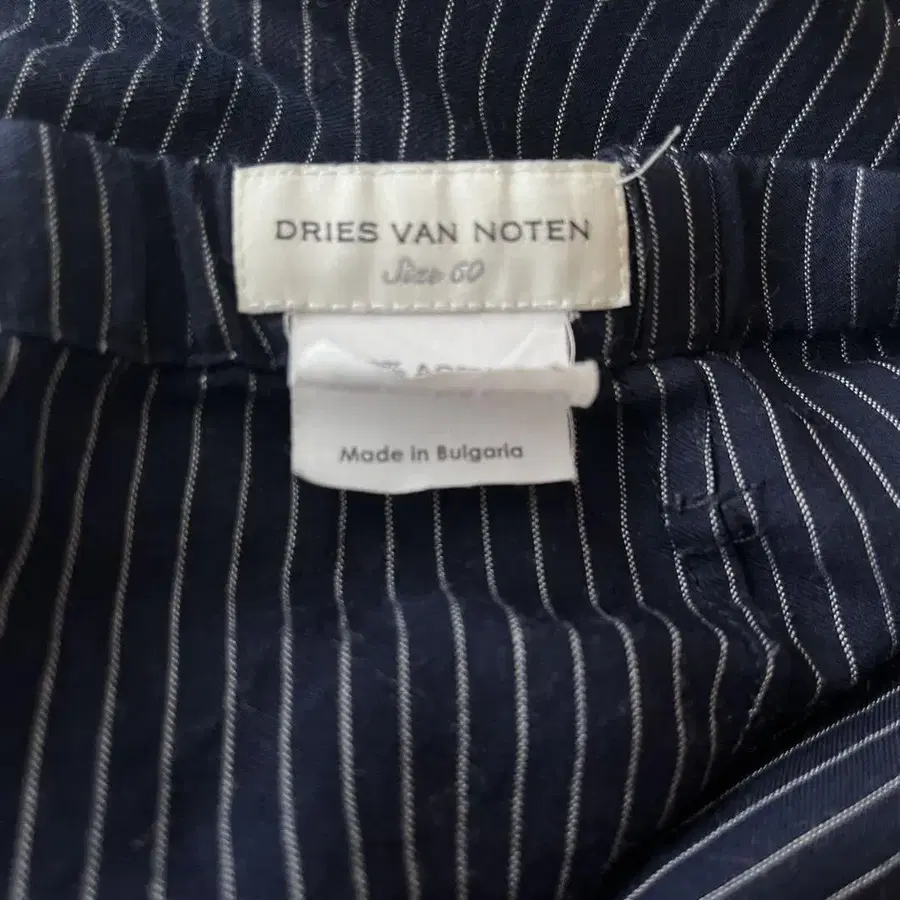 DRIES VAN NOTEN
Size 60
Made in Bulgaria